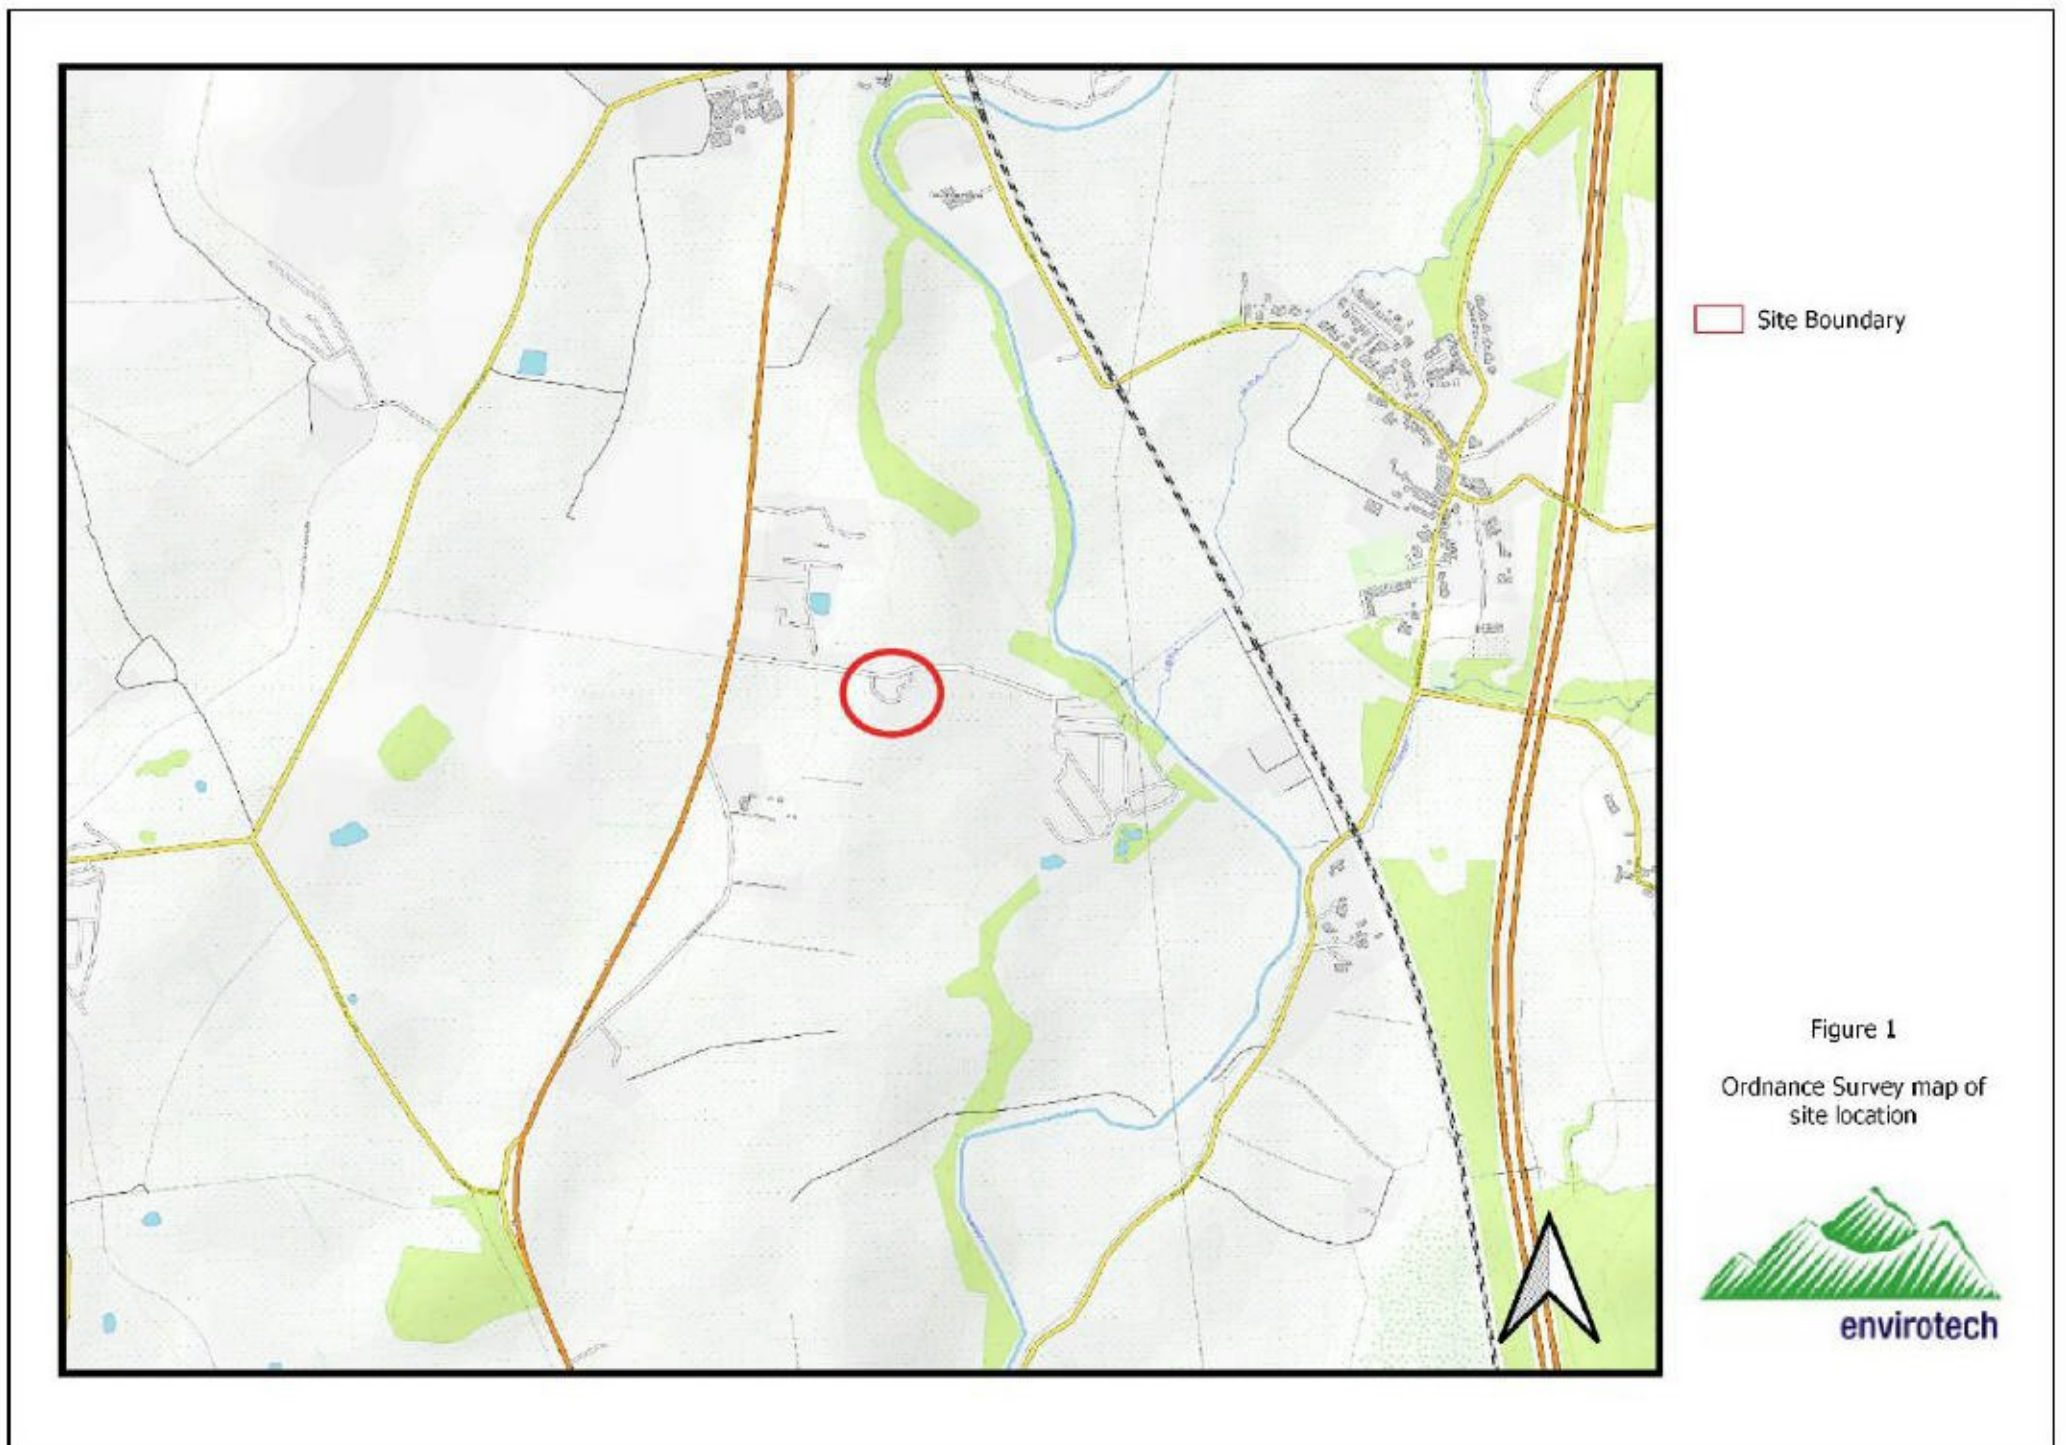 Site Boundary
Figure 1
Ordnance Survey map of
site location
envirotech